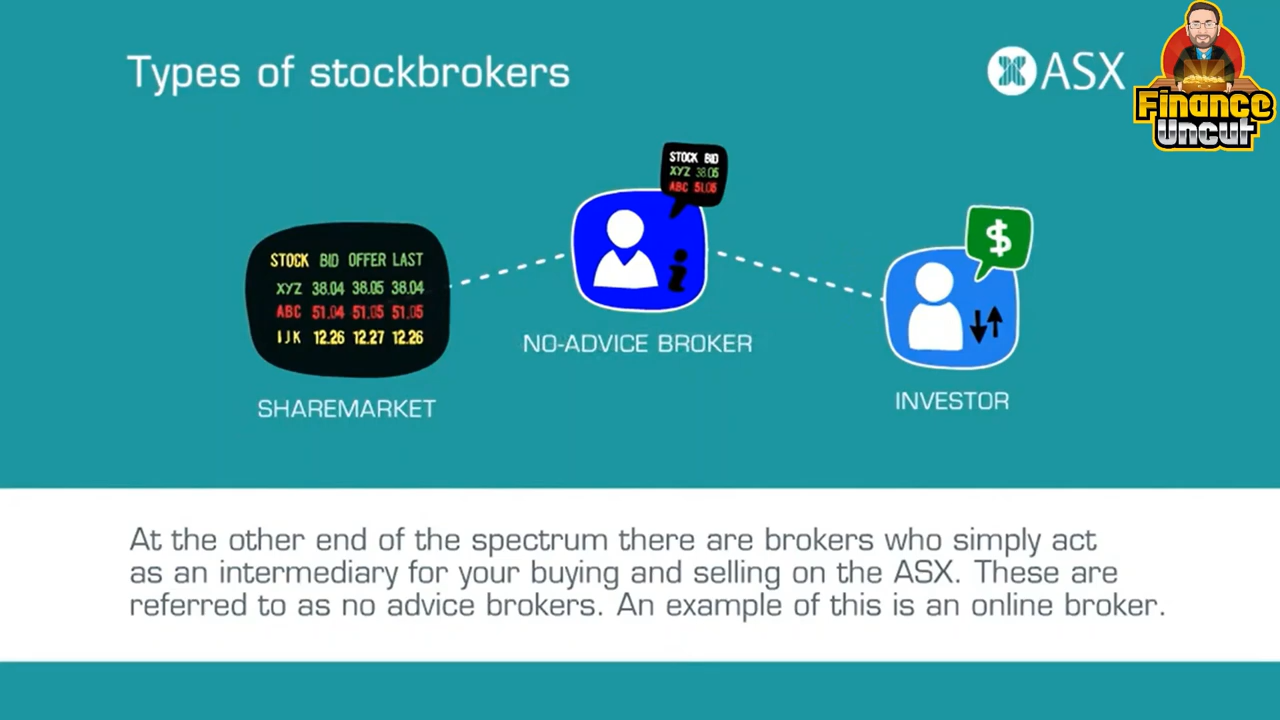 Types of stockbrokers
ASX
Finance
Uncut
STOCK BID
XYZ 38.05
ABC 51.05
$
STOCK BID OFFER LAST
XYZ 38.04 38.05 38.04
ABC 51.04 51.05 51.05
IJK 12.26 12.27 12.26
i
NO-ADVICE BROKER
INVESTOR
SHAREMARKET
At the other end of the spectrum there are brokers who simply act
as an intermediary for your buying and selling on the ASX. These are
referred to as no advice brokers. An example of this is an online broker.